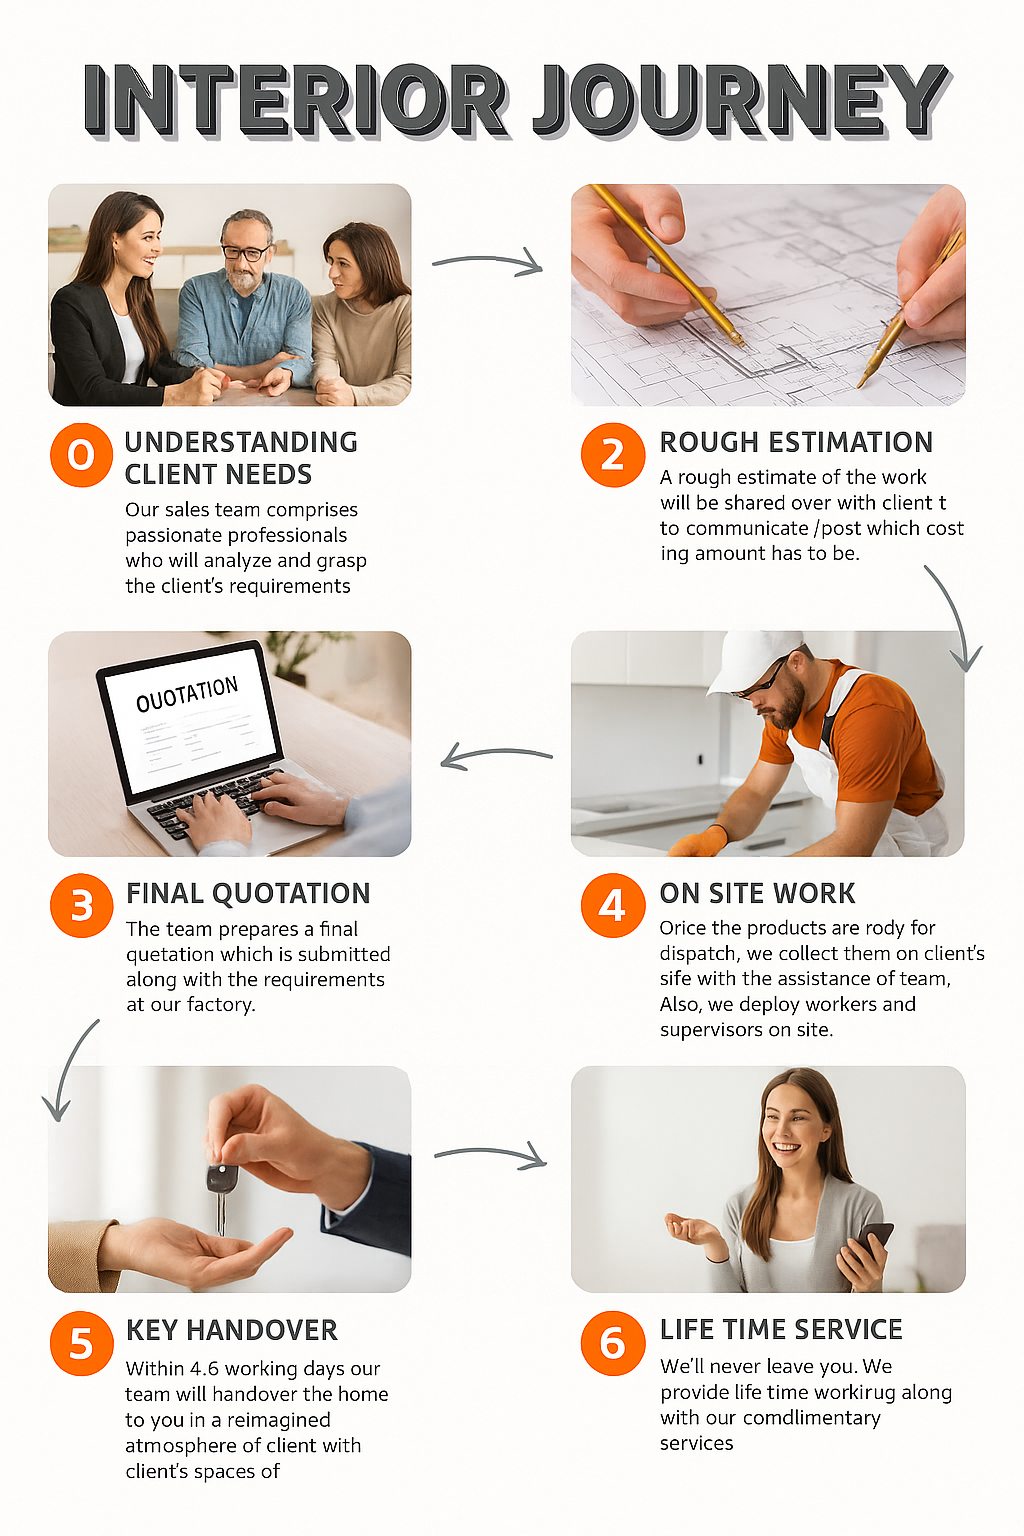 INTERIOR JOURNEY
0
UNDERSTANDING
CLIENT NEEDS
Our sales team comprises
passionate professionals
who will analyze and grasp
the client's requirements
2
ROUGH ESTIMATION
A rough estimate of the work
will be shared over with client t
to communicate /post which cost
ing amount has to be.
QUOTATION
3
FINAL QUOTATION
The team prepares a final
quetation which is submitted
along with the requirements
at our factory.
4
ON SITE WORK
Orice the products are rody for
dispatch, we collect them on client's
sife with the assistance of team,
Also, we deploy workers and
supervisors on site.
5
KEY HANDOVER
Within 4.6 working days our
team will handover the home
to you in a reimagined
atmosphere of client with
client's spaces of
6
LIFE TIME SERVICE
We'll never leave you. We
provide life time workirug along
with our comdlimentary
services